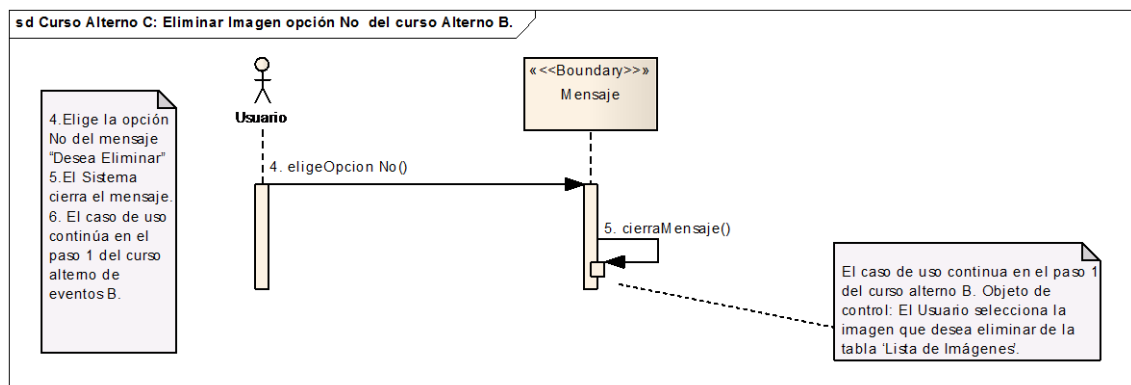 sd Curso Alterno C: Eliminar Imagen opción No  del curso Alterno B.
4.Elige la opción
No del mensaje
“Desea Eliminar”
5.El Sistema
cierra el mensaje.
6. El caso de uso
continúa en el
paso 1 del curso
alterno de
eventos B.
Usuario
«<<Boundary>>»
Mensaje
4. eligeOpcion No()
5. cierraMensaje()
El caso de uso continua en el paso 1
del curso alterno B. Objeto de
control: El Usuario selecciona la
imagen que desea eliminar de la
tabla ‘Lista de Imágenes’.